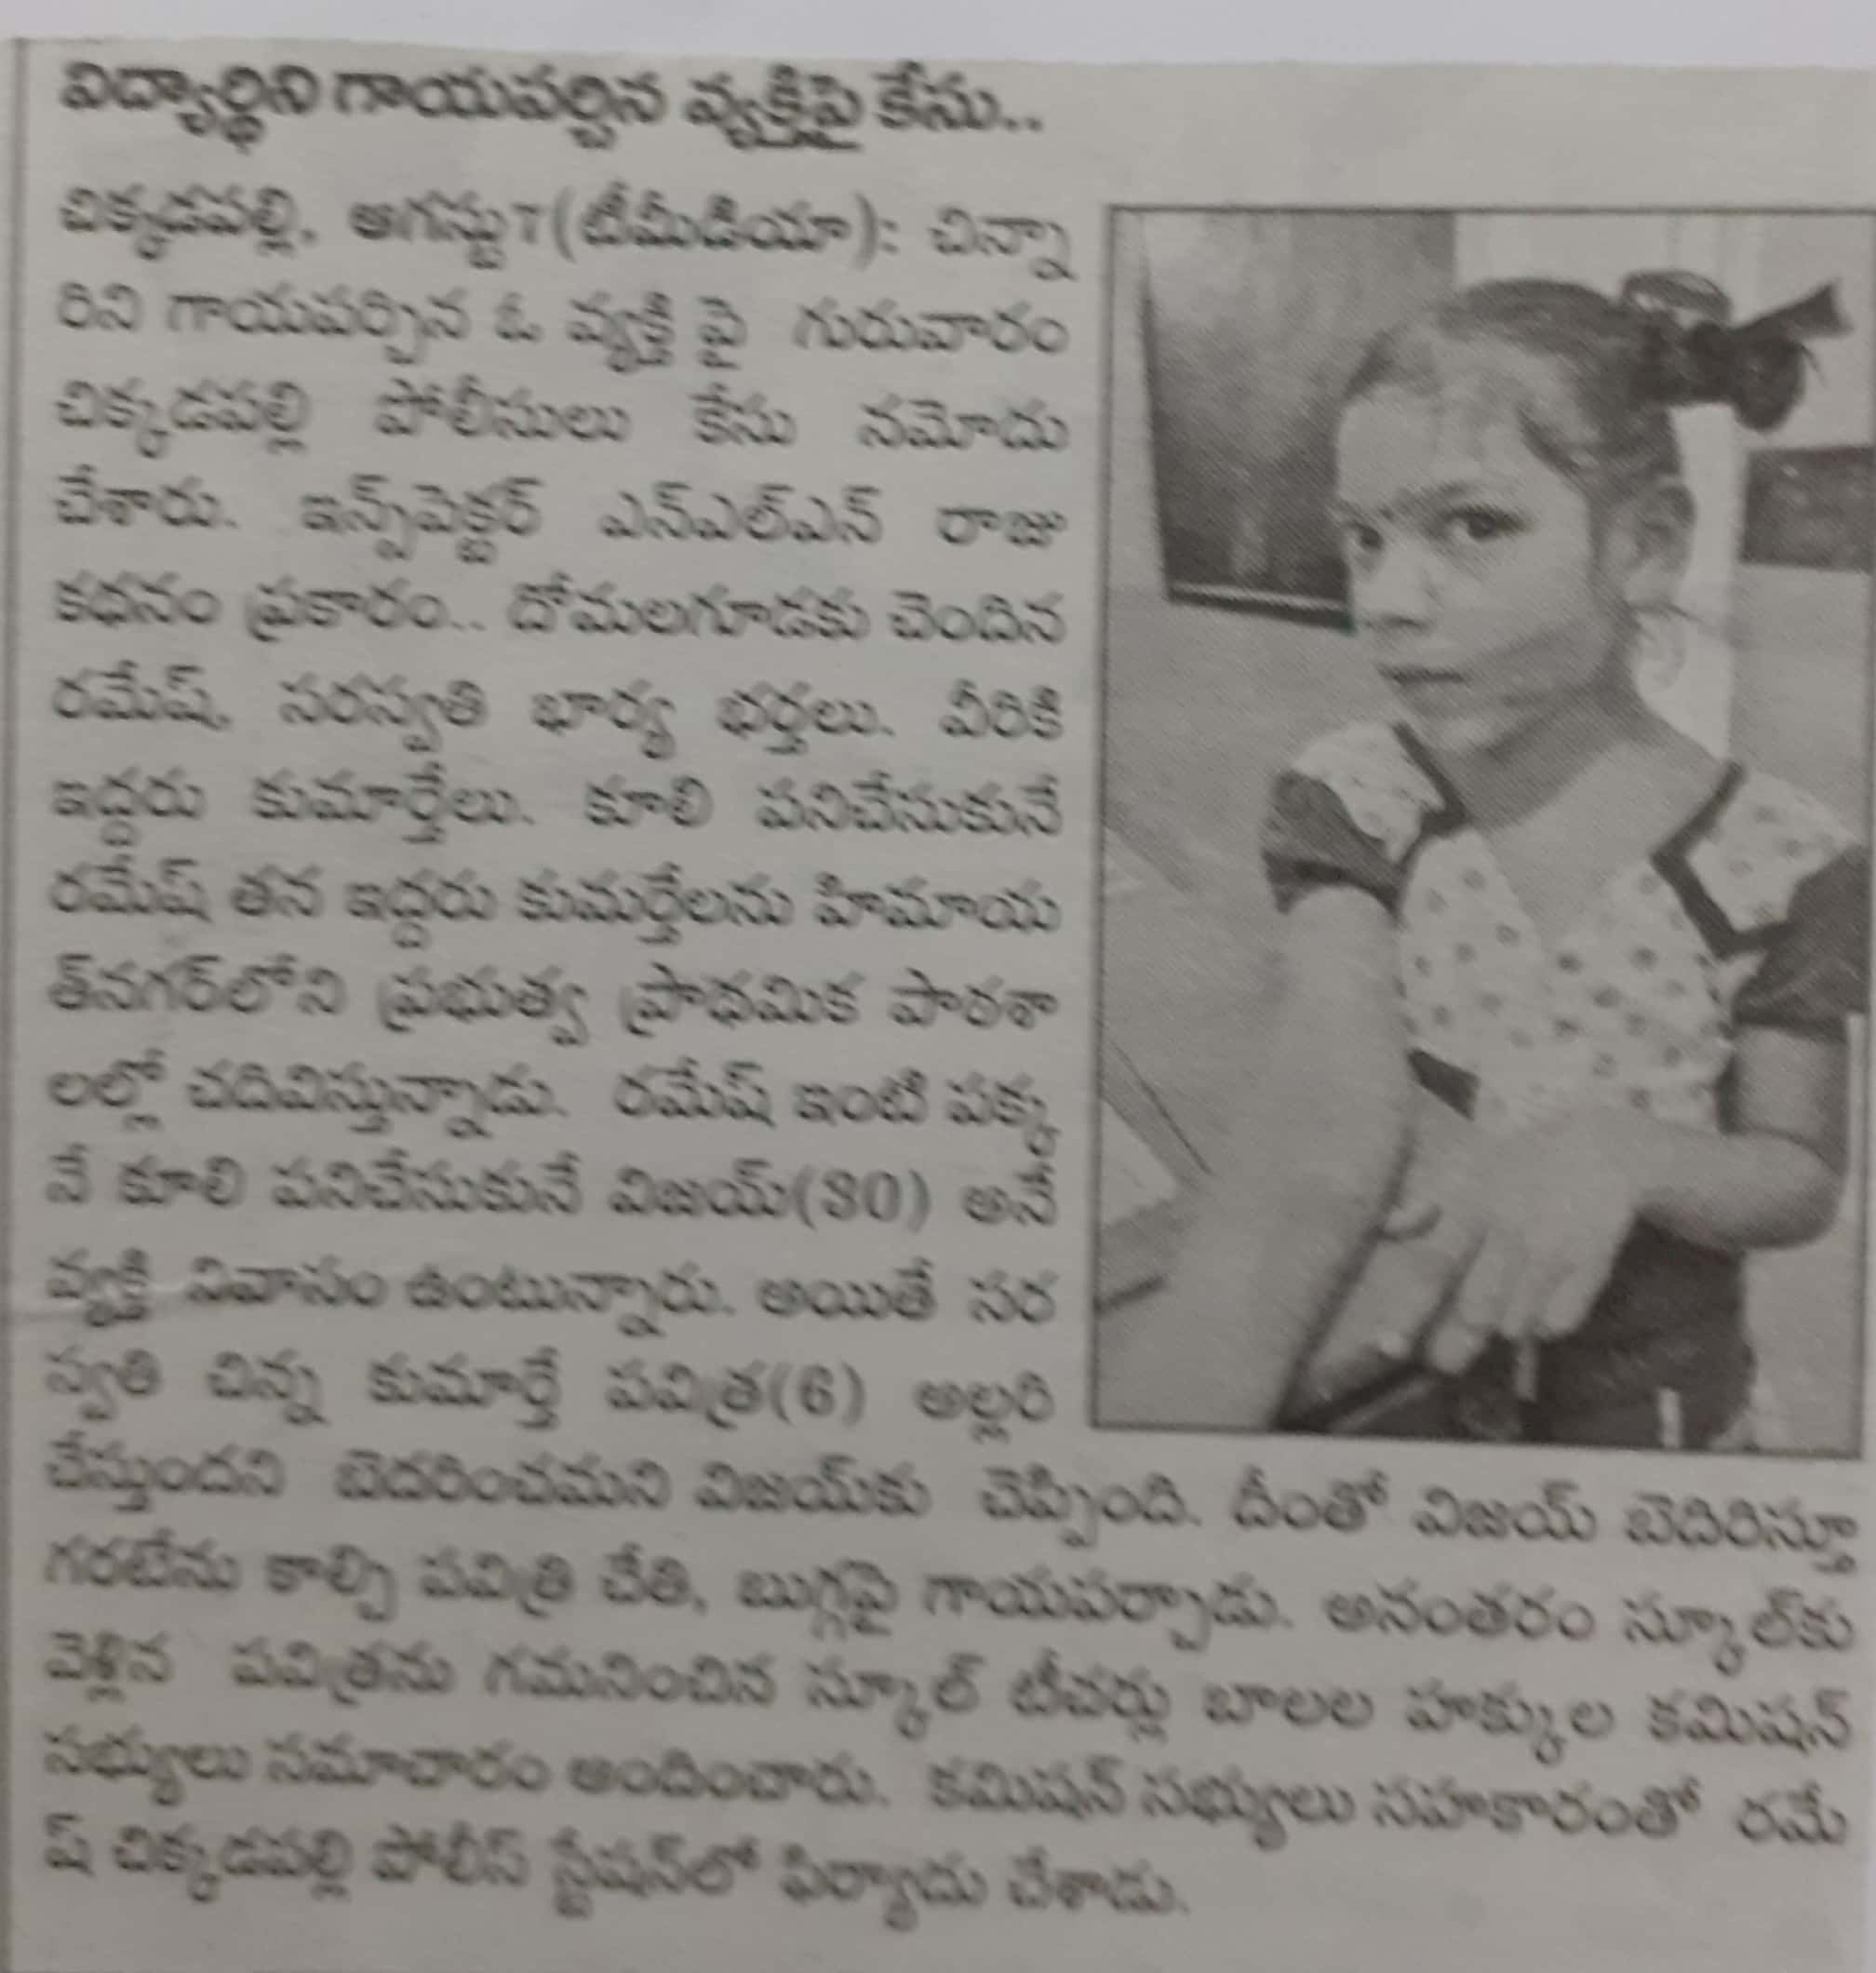 విద్యార్థిని గాయపర్చిన వ్యక్తిపై కేసు..
చిక్కడపల్లి, ఆగస్టు7(టీమీడియా): చిన్నా
రిని గాయపర్చిన ఓ వ్యక్తి పై గురువారం
చిక్కడపల్లి పోలీసులు కేసు నమోదు
చేశారు. ఇన్స్‌పెక్టర్ ఎన్ఎల్ఎన్ రాజు
కథనం ప్రకారం.. దోమలగూడకు చెందిన
రమేష్, సరస్వతి భార్య భర్తలు. వీరికి
ఇద్దరు కుమార్తేలు. కూలి పనిచేసుకునే
రమేష్ తన ఇద్దరు కుమర్తేలను హిమాయ
త్‌నగర్‌లోని ప్రభుత్వ ప్రాథమిక పాఠశా
లల్లో చదివిస్తున్నాడు. రమేష్ ఇంటి పక్క
నే కూలి పనిచేసుకునే విజయ్(30) అనే
వ్యక్తి నివాసం ఉంటున్నారు. అయితే సర
స్వతి చిన్న కుమార్తే పవిత్ర(6) అల్లరి
చేస్తుందని బెదరించమని విజయ్‌కు చెప్పింది. దీంతో విజయ్ బెదిరిస్తూ
గరటేను కాల్చి పవిత్రి చేతి, బుగ్గపై గాయపర్చాడు. అనంతరం స్కూల్‌కు
వెళ్లిన పవిత్రను గమనించిన స్కూల్ టీచర్లు బాలల హక్కుల కమిషన్
సభ్యులు సమాచారం అందించారు. కమిషన్ సభ్యులు సహకారంతో రమే
ష్ చిక్కడపల్లి పోలీస్ స్టేషన్‌లో ఫిర్యాదు చేశాడు.